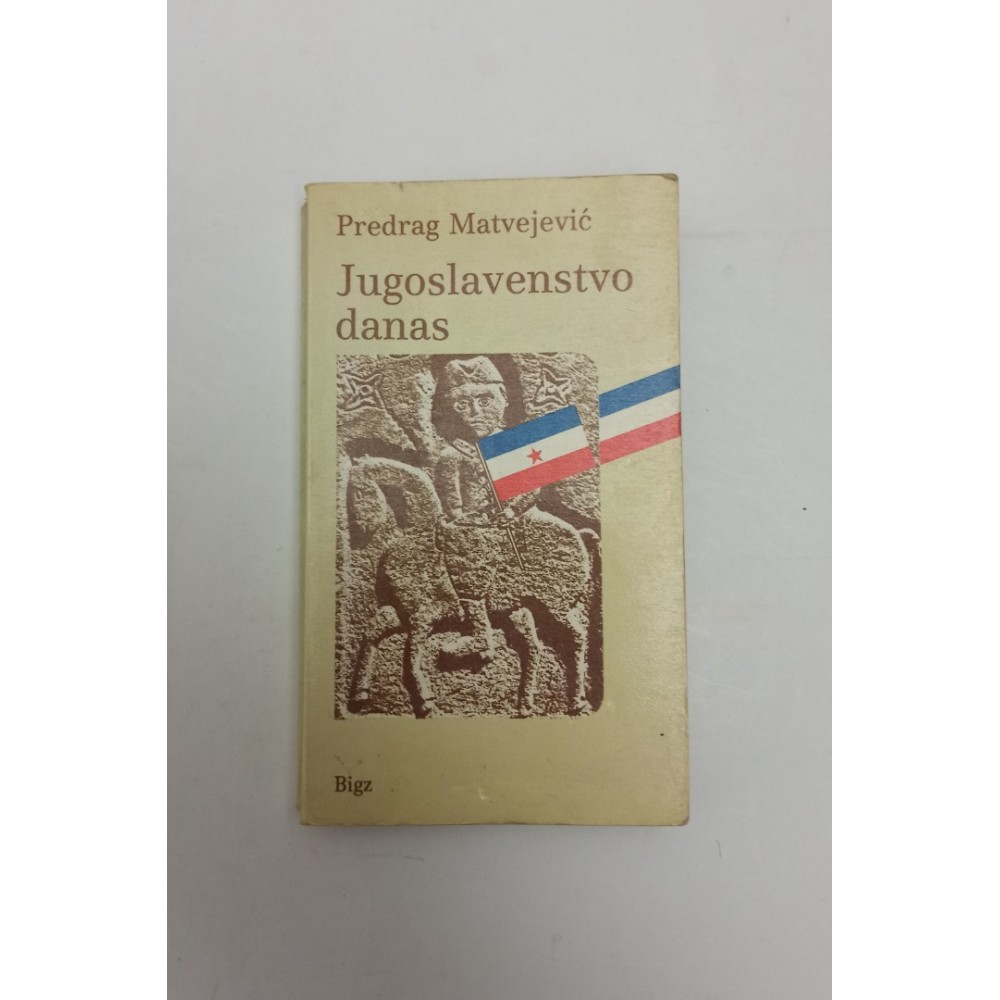 Predrag Matvejević
Jugoslavenstvo
danas
Bigz